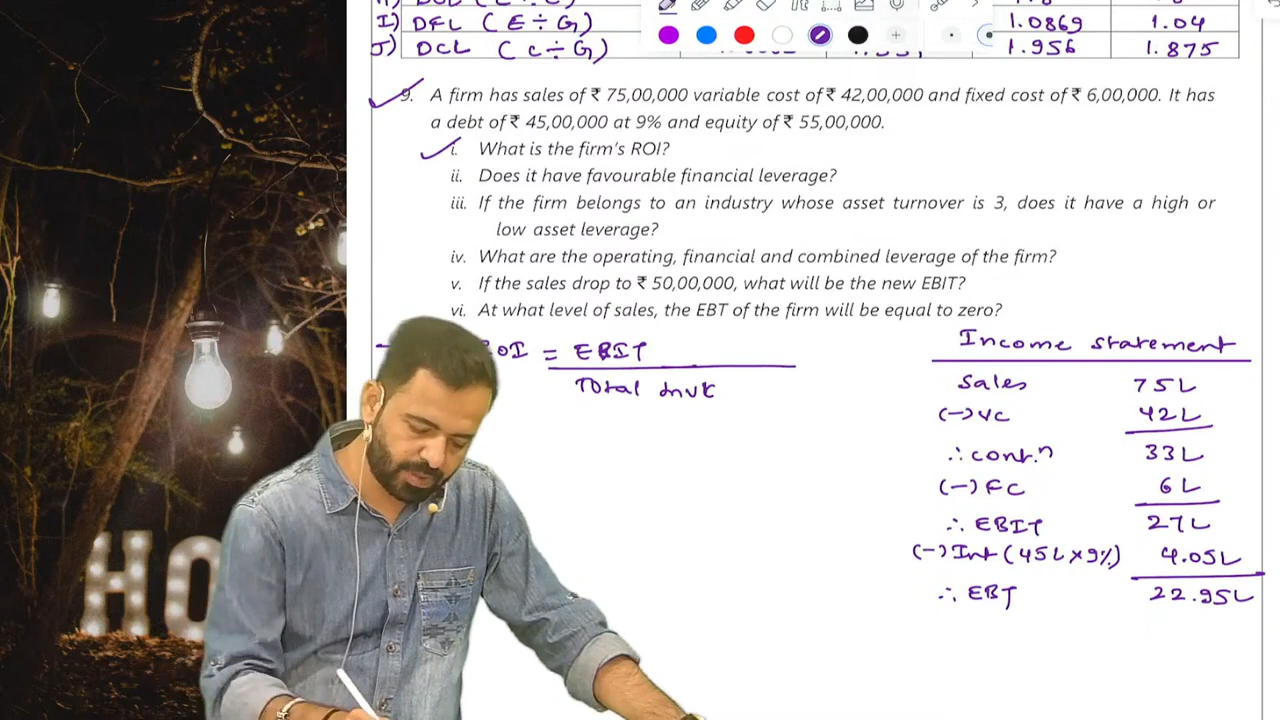 I) DFL (E÷G) 1.0869 1.04
J) DCL (C÷G) 1.956 1.875
9. A firm has sales of ₹ 75,00,000 variable cost of ₹ 42,00,000 and fixed cost of ₹ 6,00,000. It has
a debt of ₹ 45,00,000 at 9% and equity of ₹ 55,00,000.
i. What is the firm's ROI?
ii. Does it have favourable financial leverage?
iii. If the firm belongs to an industry whose asset turnover is 3, does it have a high or
low asset leverage?
iv. What are the operating, financial and combined leverage of the firm?
v. If the sales drop to ₹ 50,00,000, what will be the new EBIT?
vi. At what level of sales, the EBT of the firm will be equal to zero?
ROI = EBIT
Total Invt
Income statement
Sales 75L
(-) VC 42L
∴ Cont.n 33L
(-) FC 6L
∴ EBIT 27L
(-) Int (45L x 9%) 4.05L
∴ EBT 22.95L
HO